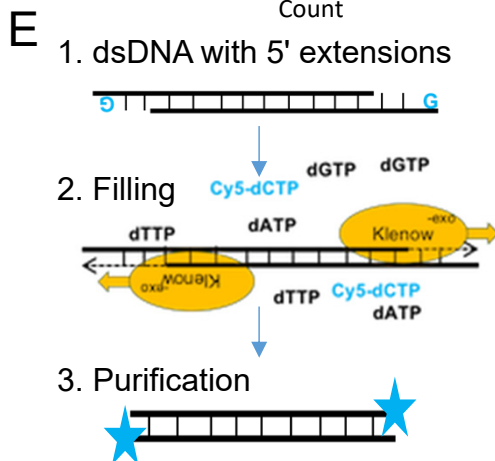 Count
E
1. dsDNA with 5' extensions
G
G
2. Filling
Cy5-dCTP
dGTP
dGTP
dTTP
dATP
Klenow
-exo
Klenow
-exo
dTTP
Cy5-dCTP
dATP
3. Purification